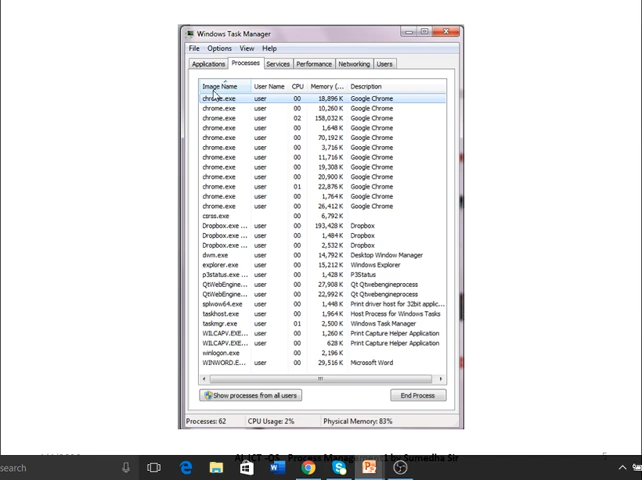 Windows Task Manager
File Options View Help
Applications Processes Services Performance Networking Users
Image Name User Name CPU Memory (... Description
chrome.exe user 00 18,896 K Google Chrome
chrome.exe user 00 10,260 K Google Chrome
chrome.exe user 02 158,032 K Google Chrome
chrome.exe user 00 1,648 K Google Chrome
chrome.exe user 00 70,192 K Google Chrome
chrome.exe user 00 3,716 K Google Chrome
chrome.exe user 00 11,716 K Google Chrome
chrome.exe user 00 19,308 K Google Chrome
chrome.exe user 00 20,900 K Google Chrome
chrome.exe user 01 22,876 K Google Chrome
chrome.exe user 00 1,764 K Google Chrome
chrome.exe user 00 26,412 K Google Chrome
csrss.exe 00 6,792 K
Dropbox.exe ... user 00 193,428 K Dropbox
Dropbox.exe ... user 00 1,484 K Dropbox
Dropbox.exe ... user 00 2,532 K Dropbox
dwm.exe user 00 14,792 K Desktop Window Manager
explorer.exe user 00 15,212 K Windows Explorer
p3status.exe ... user 00 1,428 K P3Status
QtWebEngine... user 00 27,908 K Qt Qtwebengineprocess
QtWebEngine... user 00 22,992 K Qt Qtwebengineprocess
splwow64.exe user 00 1,448 K Print driver host for 32bit applic...
taskhost.exe user 00 1,964 K Host Process for Windows Tasks
taskmgr.exe user 01 2,500 K Windows Task Manager
WILCAPV.EXE... user 00 1,260 K Print Capture Helper Application
WILCAPV.EXE... user 00 628 K Print Capture Helper Application
winlogon.exe 00 2,196 K
WINWORD.E... user 00 29,516 K Microsoft Word
Show processes from all users End Process
Processes: 62 CPU Usage: 2% Physical Memory: 83%
Process Management 1 by Sumedha Sir 5
search